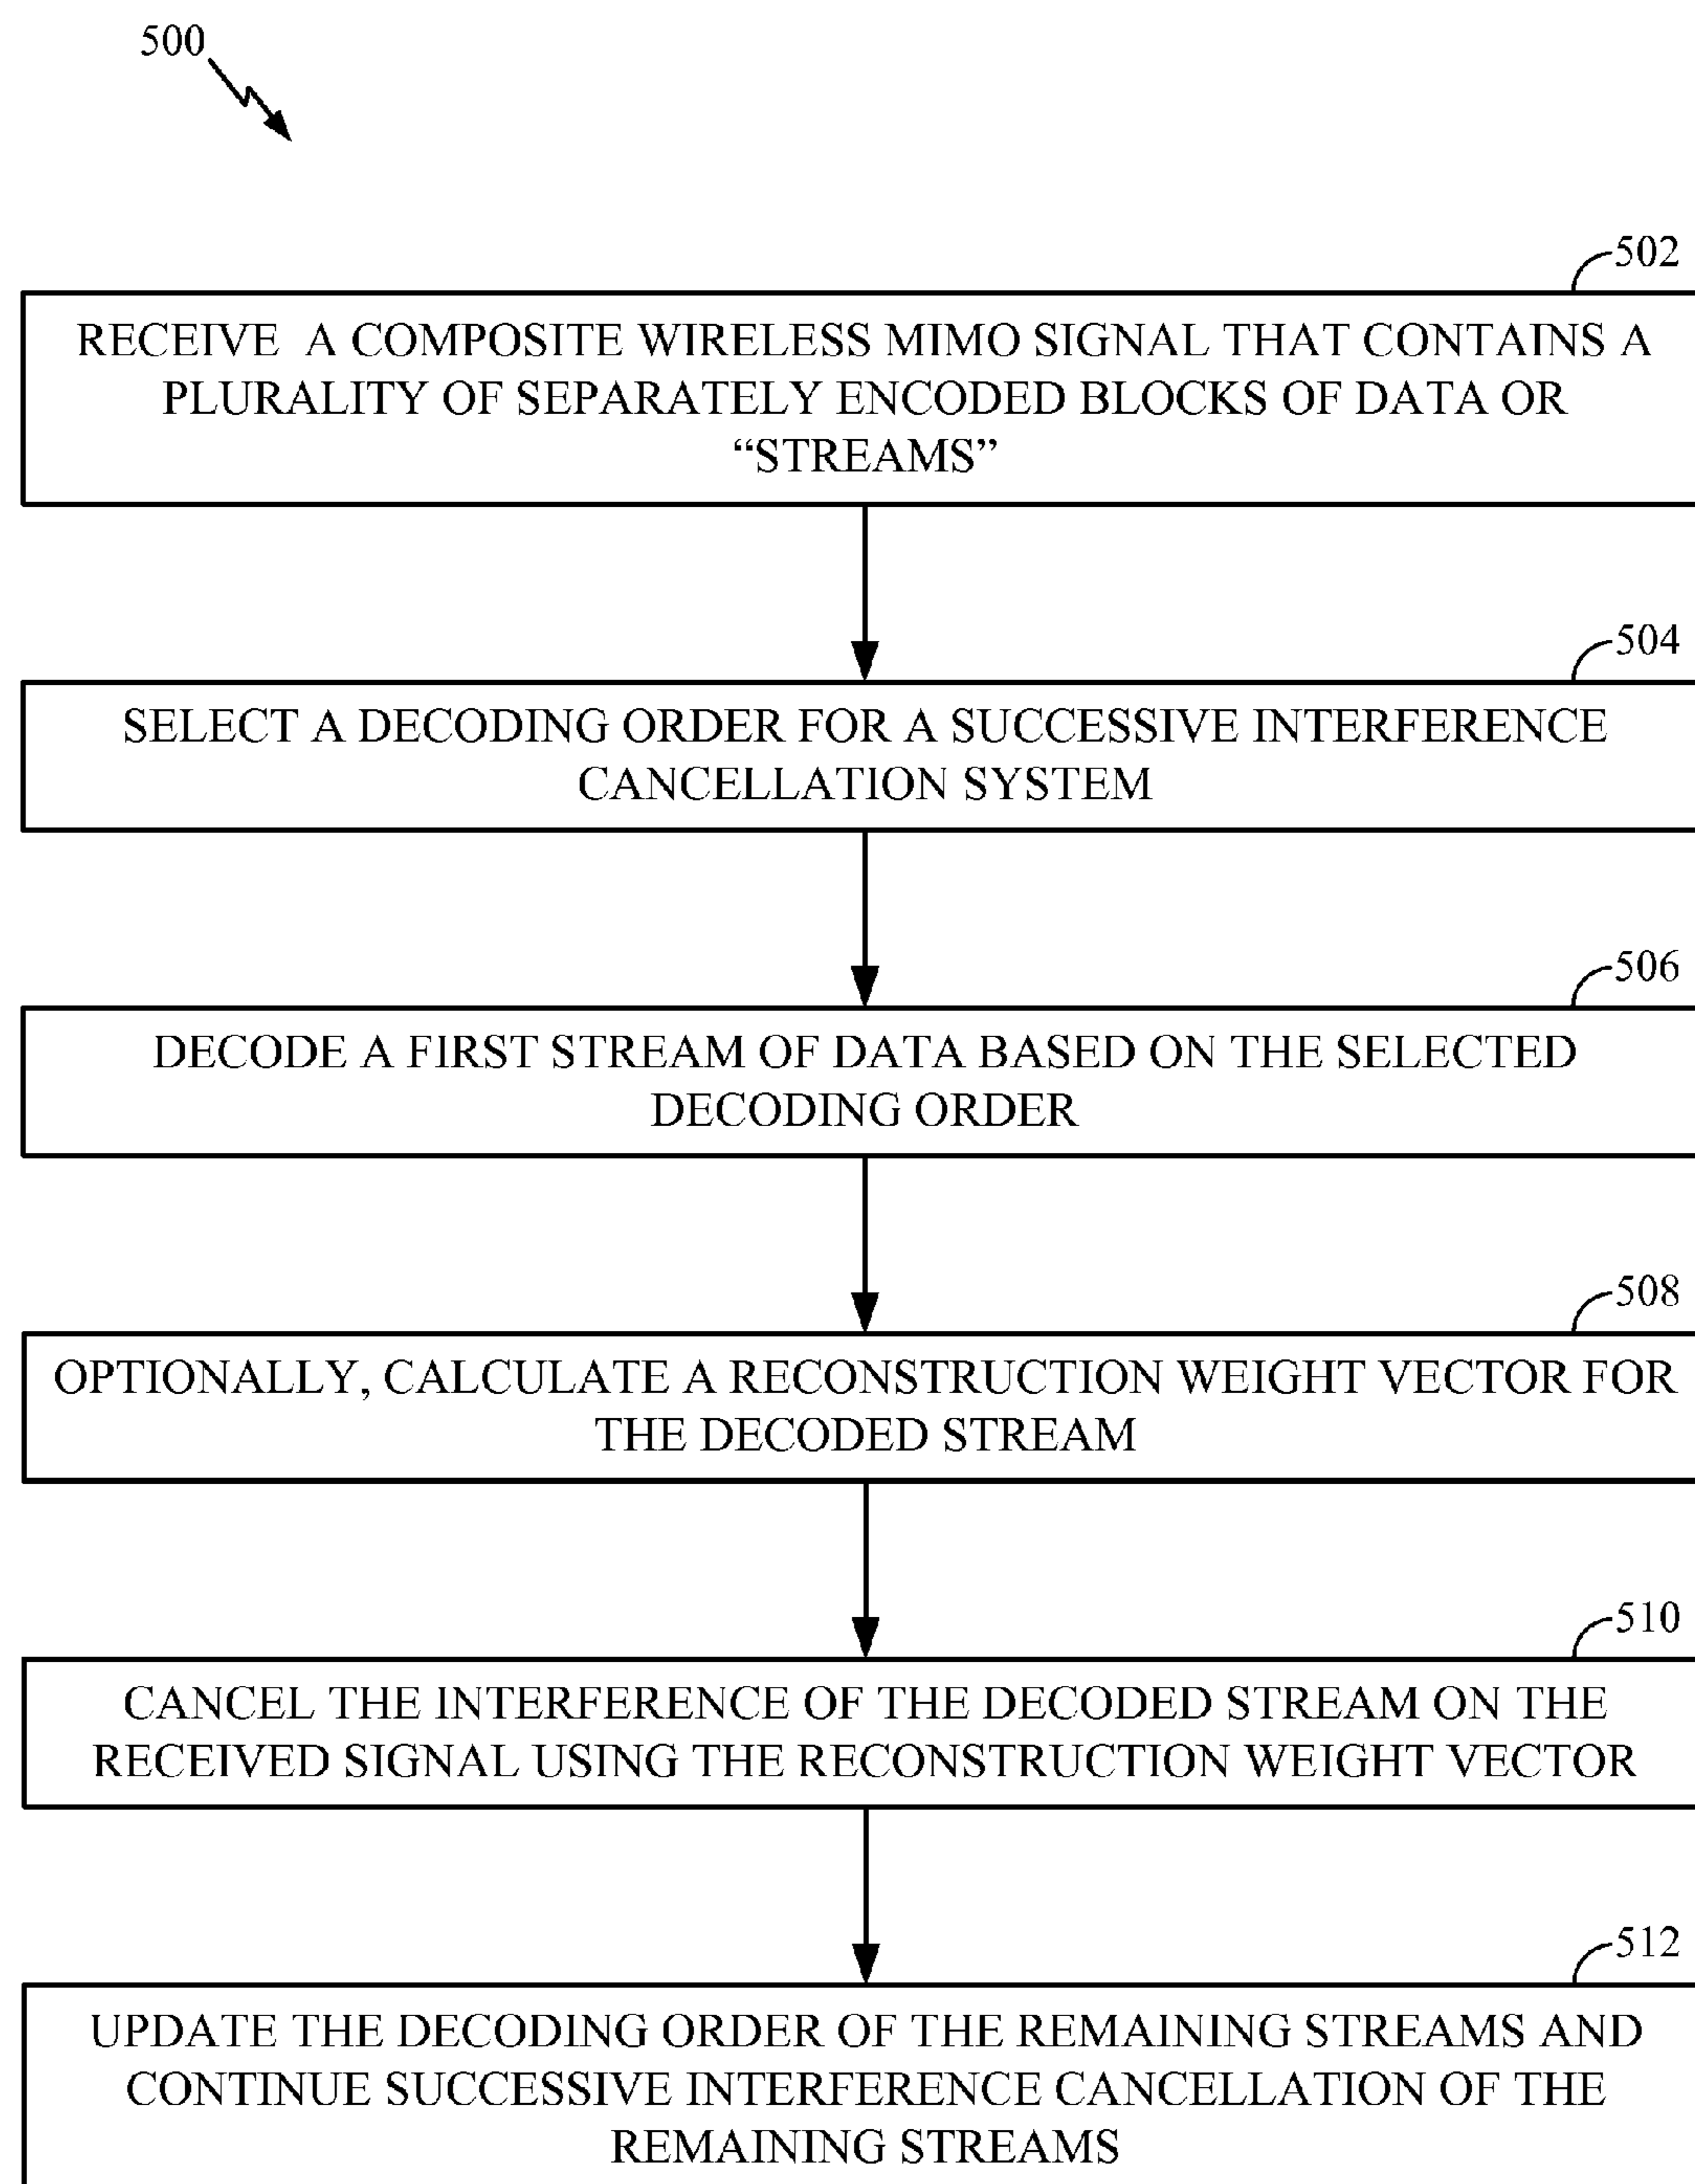 500
502
RECEIVE A COMPOSITE WIRELESS MIMO SIGNAL THAT CONTAINS A
PLURALITY OF SEPARATELY ENCODED BLOCKS OF DATA OR
“STREAMS”
504
SELECT A DECODING ORDER FOR A SUCCESSIVE INTERFERENCE
CANCELLATION SYSTEM
506
DECODE A FIRST STREAM OF DATA BASED ON THE SELECTED
DECODING ORDER
508
OPTIONALLY, CALCULATE A RECONSTRUCTION WEIGHT VECTOR FOR
THE DECODED STREAM
510
CANCEL THE INTERFERENCE OF THE DECODED STREAM ON THE
RECEIVED SIGNAL USING THE RECONSTRUCTION WEIGHT VECTOR
512
UPDATE THE DECODING ORDER OF THE REMAINING STREAMS AND
CONTINUE SUCCESSIVE INTERFERENCE CANCELLATION OF THE
REMAINING STREAMS